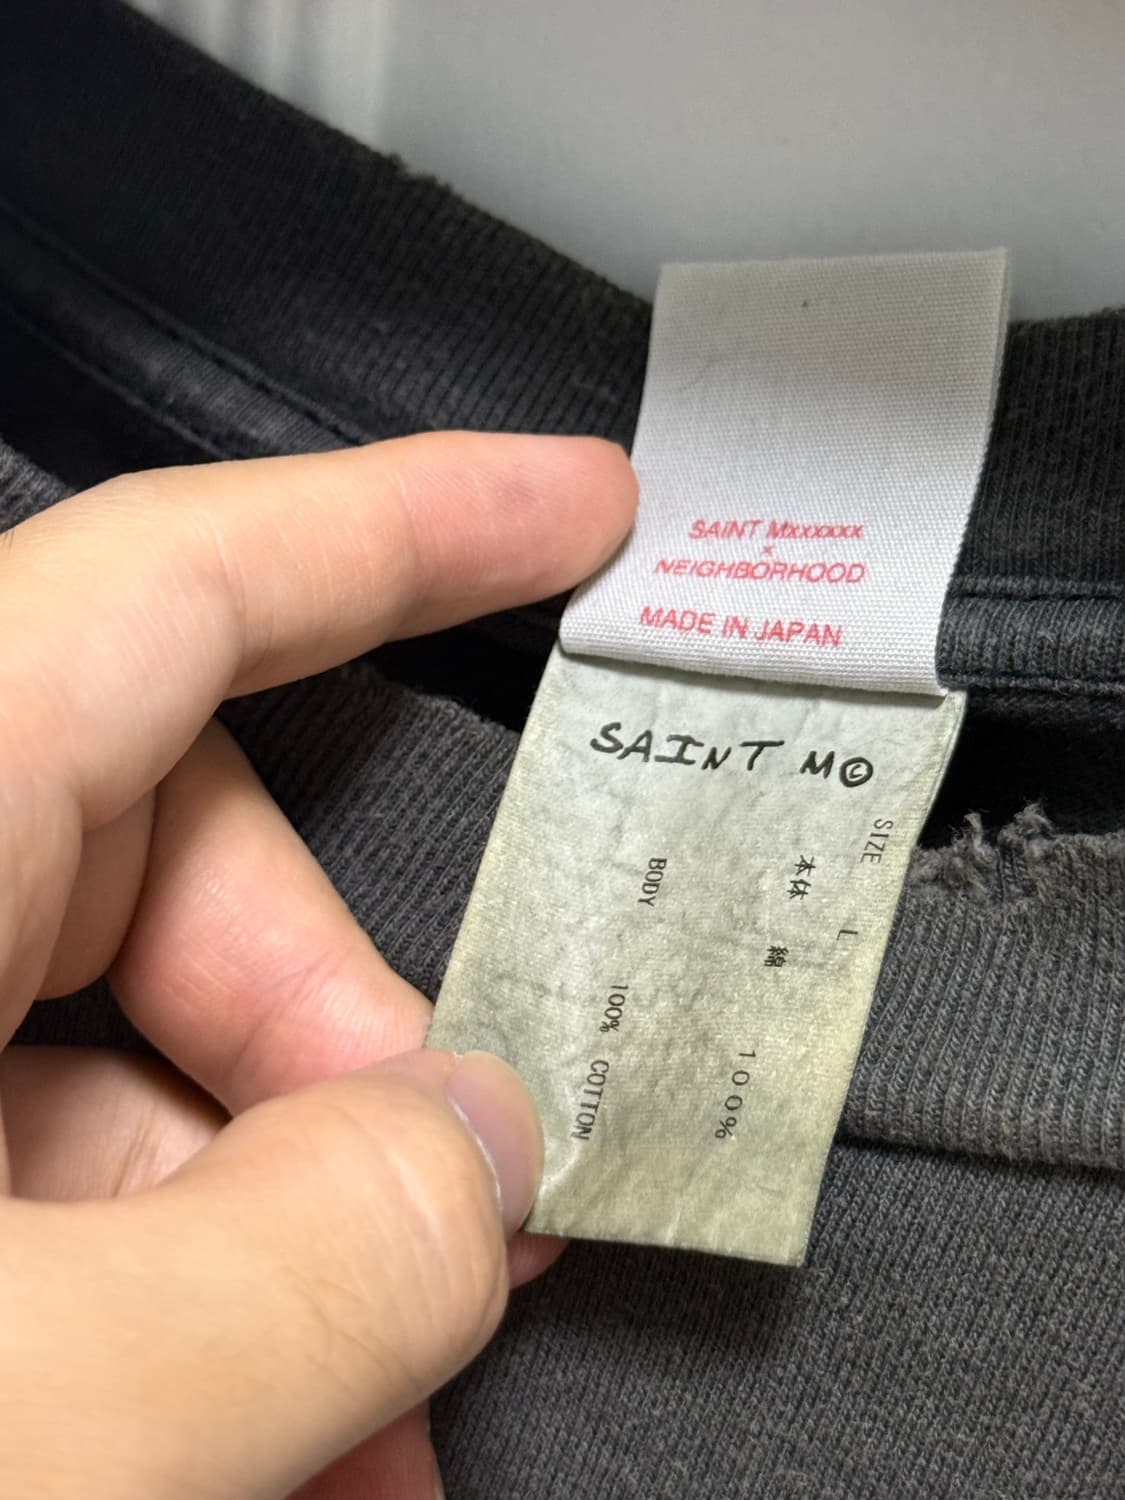 SAINT Mxxxxxx
×
NEIGHBORHOOD
MADE IN JAPAN
SAINT M©
SIZE L
本体 綿 100%
BODY 100% COTTON